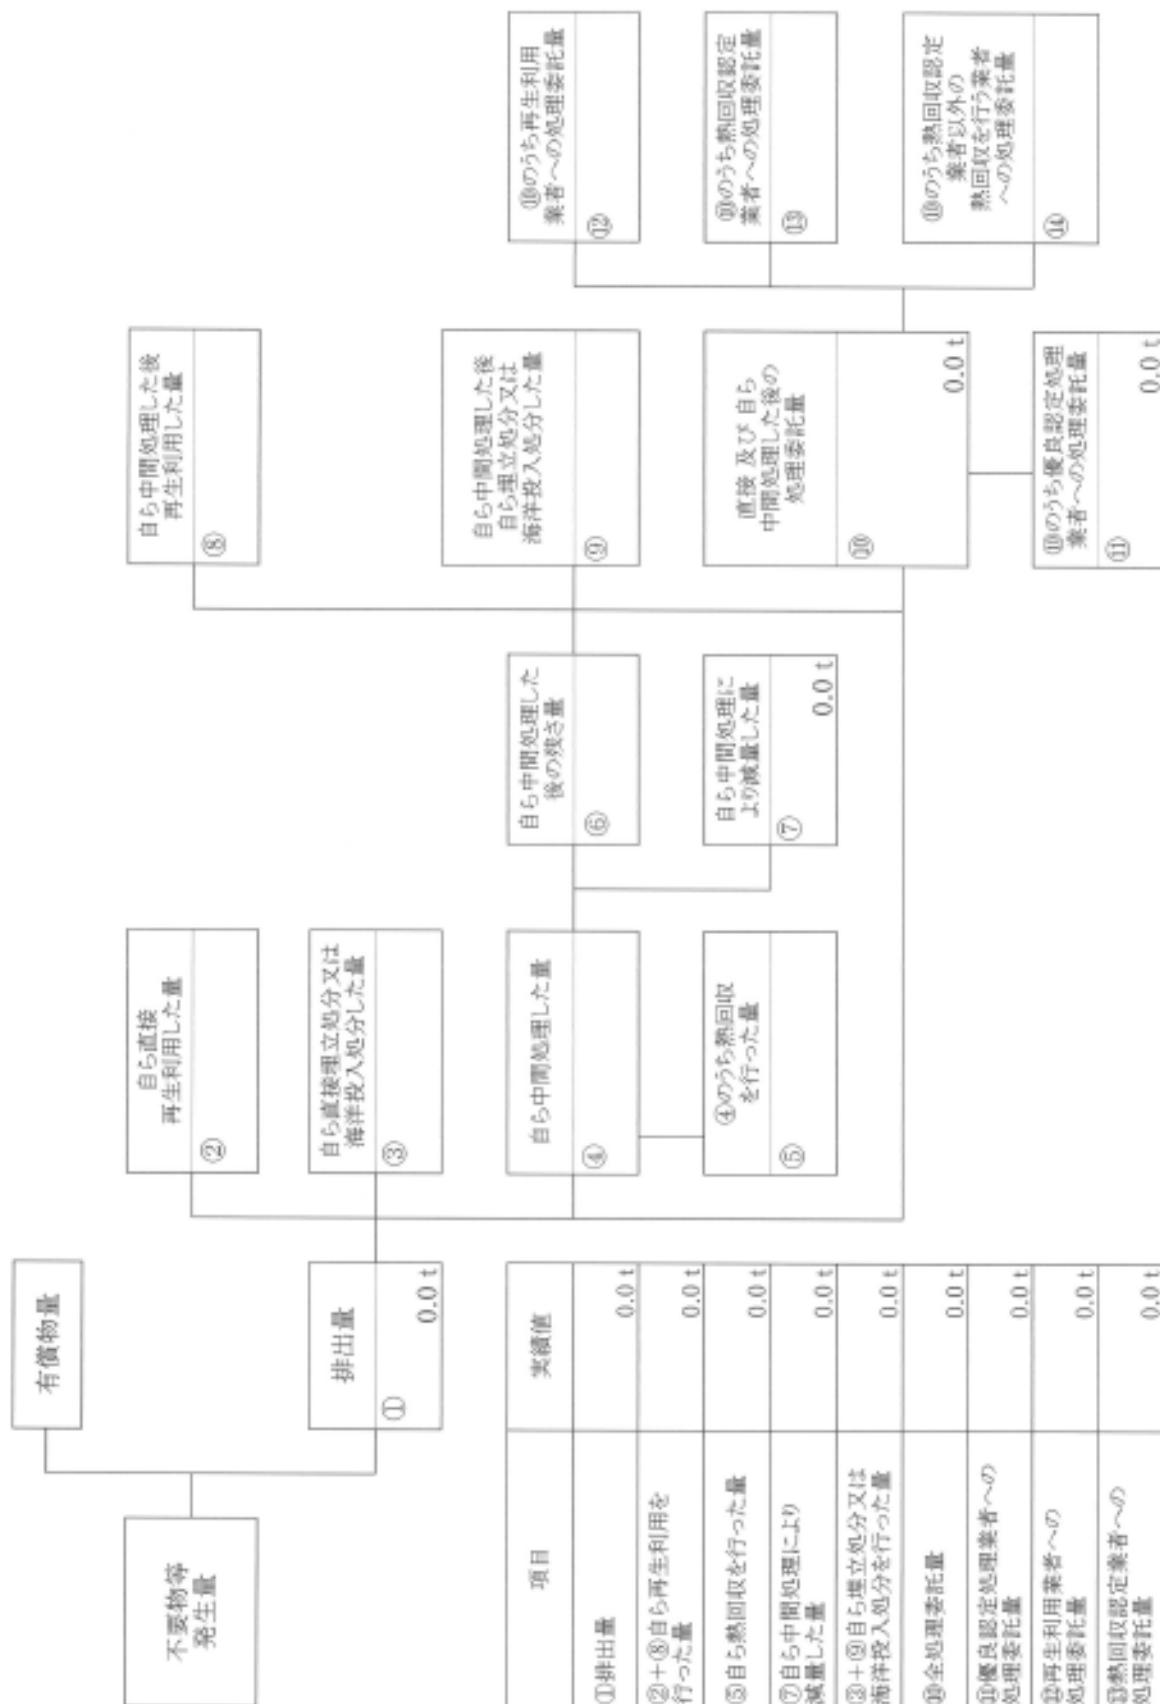 不要物等
発生量
有償物量
排出量
①
0.0 t
自ら直接
再生利用した量
②
自ら直接埋立処分又は
海洋投入処分した量
③
自ら中間処理した量
④
④のうち熱回収
を行った量
⑤
自ら中間処理した
後の残さ量
⑥
自ら中間処理に
より減量した量
⑦
0.0 t
自ら中間処理した後
再生利用した量
⑧
自ら中間処理した後
自ら埋立処分又は
海洋投入処分した量
⑨
直接 及び 自ら
中間処理した後の
処理委託量
⑩
0.0 t
⑩のうち優良認定処理
業者への処理委託量
⑪
0.0 t
⑩のうち再生利用
業者への処理委託量
⑫
⑩のうち熱回収認定
業者への処理委託量
⑬
⑩のうち熱回収認定
業者以外の
熱回収を行う業者
への処理委託量
⑭
項目
実績値
①排出量
0.0 t
②+⑧自ら再生利用を
行った量
0.0 t
⑤自ら熱回収を行った量
0.0 t
⑦自ら中間処理により
減量した量
0.0 t
③+⑨自ら埋立処分又は
海洋投入処分を行った量
0.0 t
⑩全処理委託量
0.0 t
⑪優良認定処理業者への
処理委託量
0.0 t
⑫再生利用業者への
処理委託量
0.0 t
⑬熱回収認定業者への
処理委託量
0.0 t